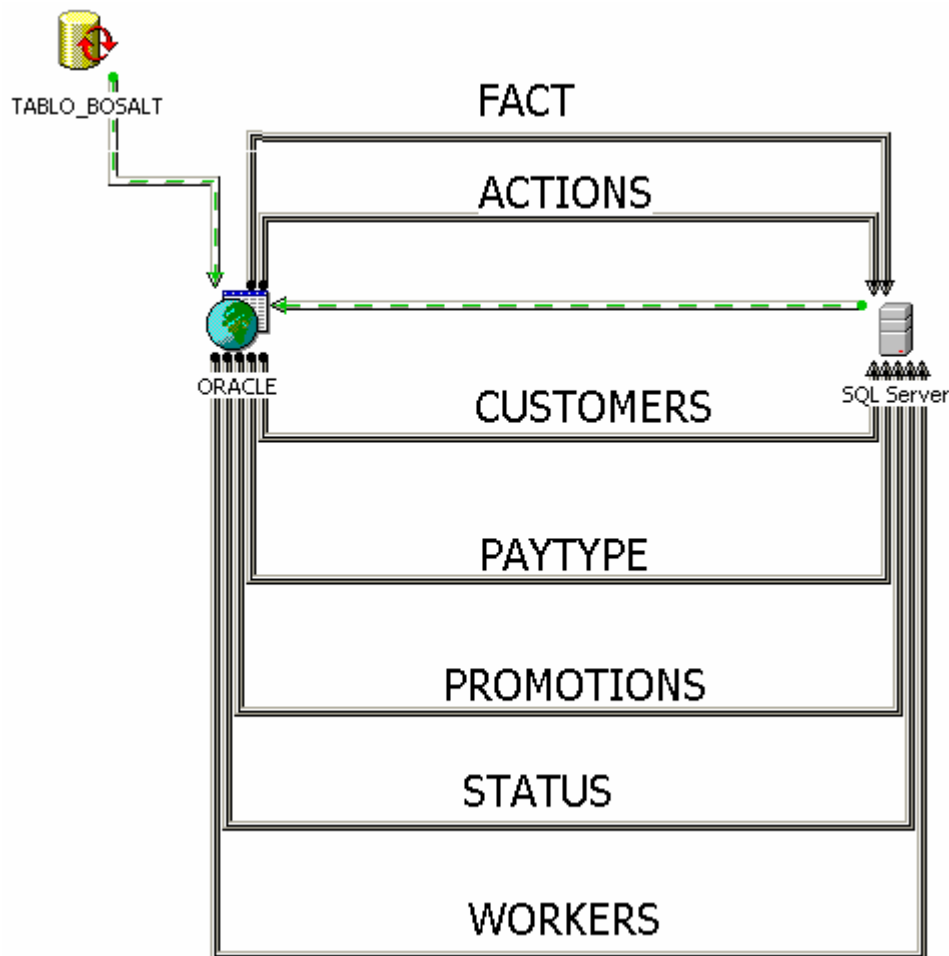 TABLO_BOSALT
FACT
ACTIONS
ORACLE
SQL Server
CUSTOMERS
PAYTYPE
PROMOTIONS
STATUS
WORKERS